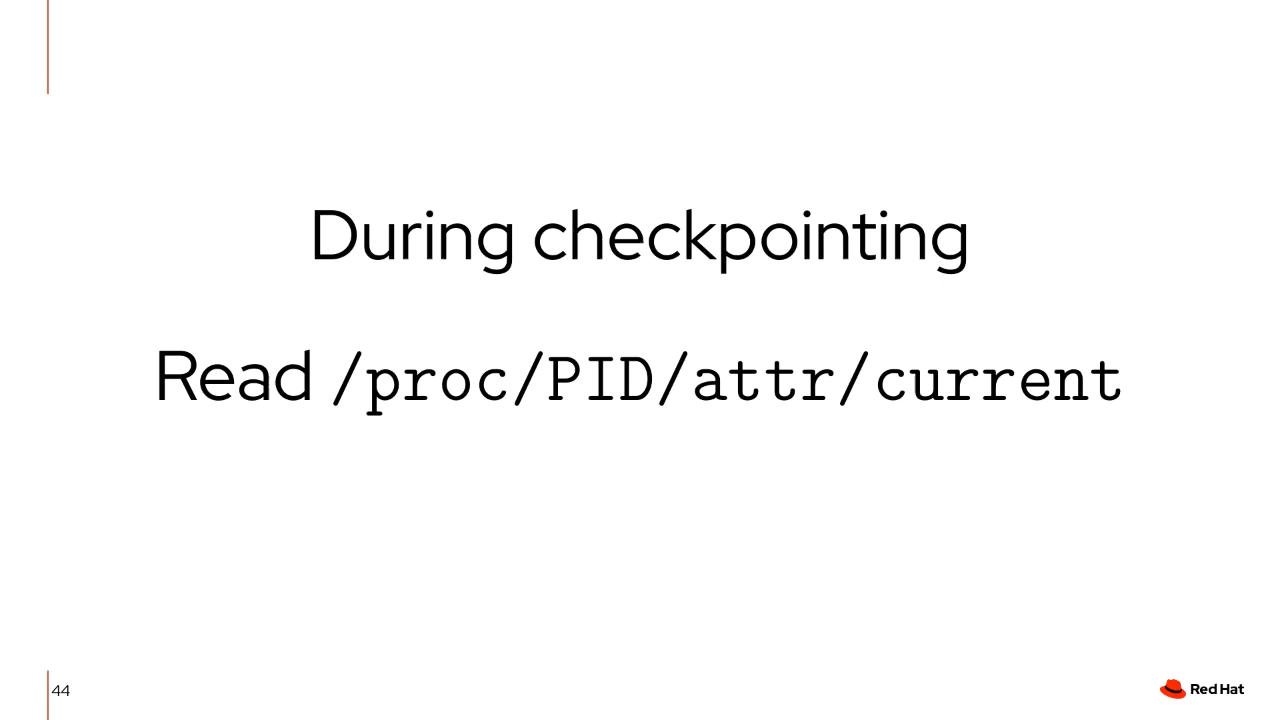 During checkpointing
Read /proc/PID/attr/current
44
Red Hat